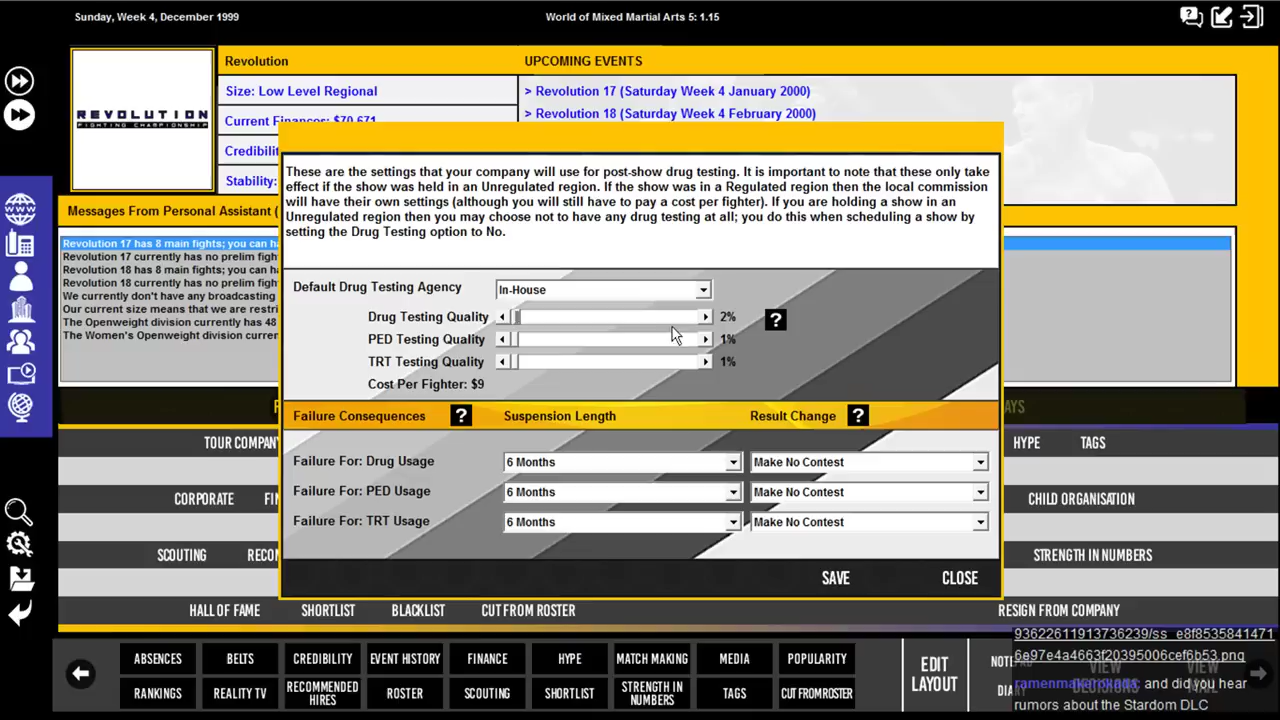 Sunday, Week 4, December 1999
World of Mixed Martial Arts 5: 1.15
REVOLUTION
FIGHTING CHAMPIONSHIP
Revolution
UPCOMING EVENTS
Size: Low Level Regional
> Revolution 17 (Saturday Week 4 January 2000)
Current Finances: $70,671
> Revolution 18 (Saturday Week 4 February 2000)
Credibility
Stability:
Messages From Personal Assistant (
Revolution 17 has 8 main fights; you can ha
Revolution 17 currently has no prelim figh
Revolution 18 has 8 main fights; you can ha
Revolution 18 currently has no prelim figh
We currently don't have any broadcasting
Our current size means that we are restri
The Openweight division currently has 48
The Women's Openweight division curren
These are the settings that your company will use for post-show drug testing. It is important to note that these only take
effect if the show was held in an Unregulated region. If the show was in a Regulated region then the local commission
will have their own settings (although you will still have to pay a cost per fighter). If you are holding a show in an
Unregulated region then you may choose not to have any drug testing at all; you do this when scheduling a show by
setting the Drug Testing option to No.
Default Drug Testing Agency
In-House
Drug Testing Quality
2%
?
PED Testing Quality
1%
TRT Testing Quality
1%
Cost Per Fighter: $9
Failure Consequences
?
Suspension Length
Result Change
?
Failure For: Drug Usage
6 Months
Make No Contest
Failure For: PED Usage
6 Months
Make No Contest
Failure For: TRT Usage
6 Months
Make No Contest
SAVE
CLOSE
AYS
TOUR COMPAN
HYPE
TAGS
CORPORATE
FIN
CHILD ORGANISATION
SCOUTING
RECO
STRENGTH IN NUMBERS
HALL OF FAME
SHORTLIST
BLACKLIST
CUT FROM ROSTER
RESIGN FROM COMPANY
ABSENCES
BELTS
CREDIBILITY
EVENT HISTORY
FINANCE
HYPE
MATCH MAKING
MEDIA
POPULARITY
RANKINGS
REALITY TV
RECOMMENDED HIRES
ROSTER
SCOUTING
SHORTLIST
STRENGTH IN NUMBERS
TAGS
CUT FROM ROSTER
EDIT LAYOUT
VIEW
VIEW
93622611913736239/ss_e8f8535841471
6e97e4a4663f20395006cef6b53.png
and did you hear
rumors about the Stardom DLC